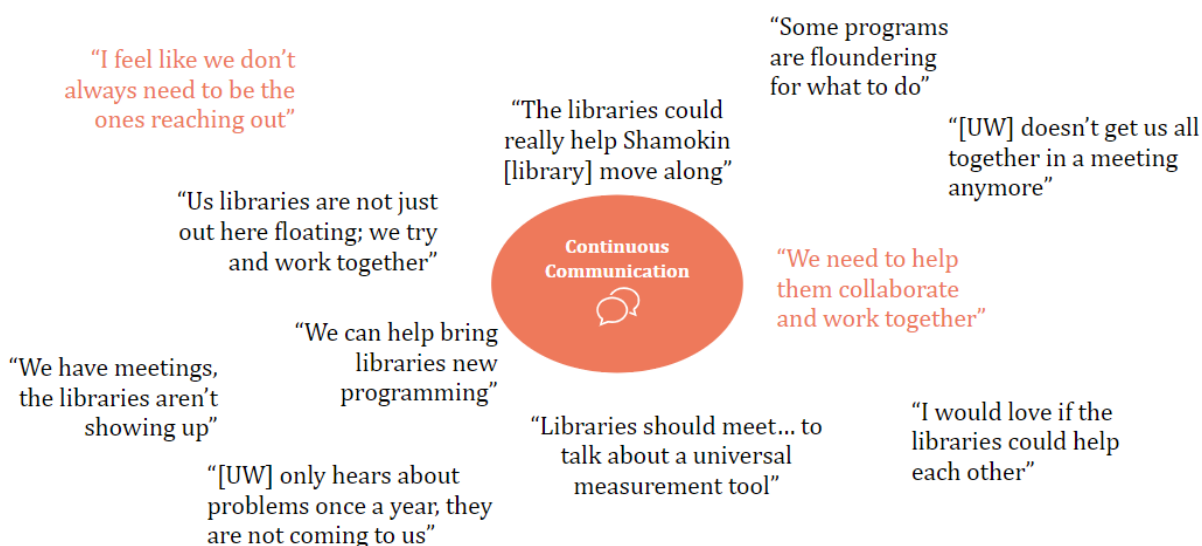 “Some programs
are floundering
for what to do”
“I feel like we don’t
always need to be the
ones reaching out”
“The libraries could
really help Shamokin
[library] move along”
“[UW] doesn’t get us all
together in a meeting
anymore”
“Us libraries are not just
out here floating; we try
and work together”
Continuous
Communication
“We need to help
them collaborate
and work together”
“We can help bring
libraries new
programming”
“We have meetings,
the libraries aren’t
showing up”
“Libraries should meet… to
talk about a universal
measurement tool”
“I would love if the
libraries could help
each other”
“[UW] only hears about
problems once a year, they
are not coming to us”